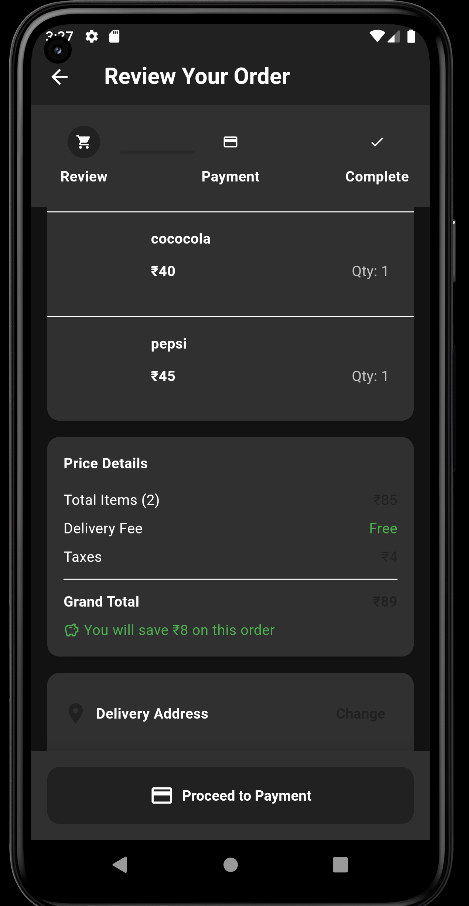 3:27
Review Your Order
Review Payment Complete
cococola
₹40 Qty: 1
pepsi
₹45 Qty: 1
Price Details
Total Items (2) ₹85
Delivery Fee Free
Taxes ₹4
Grand Total ₹89
You will save ₹8 on this order
Delivery Address Change
Proceed to Payment